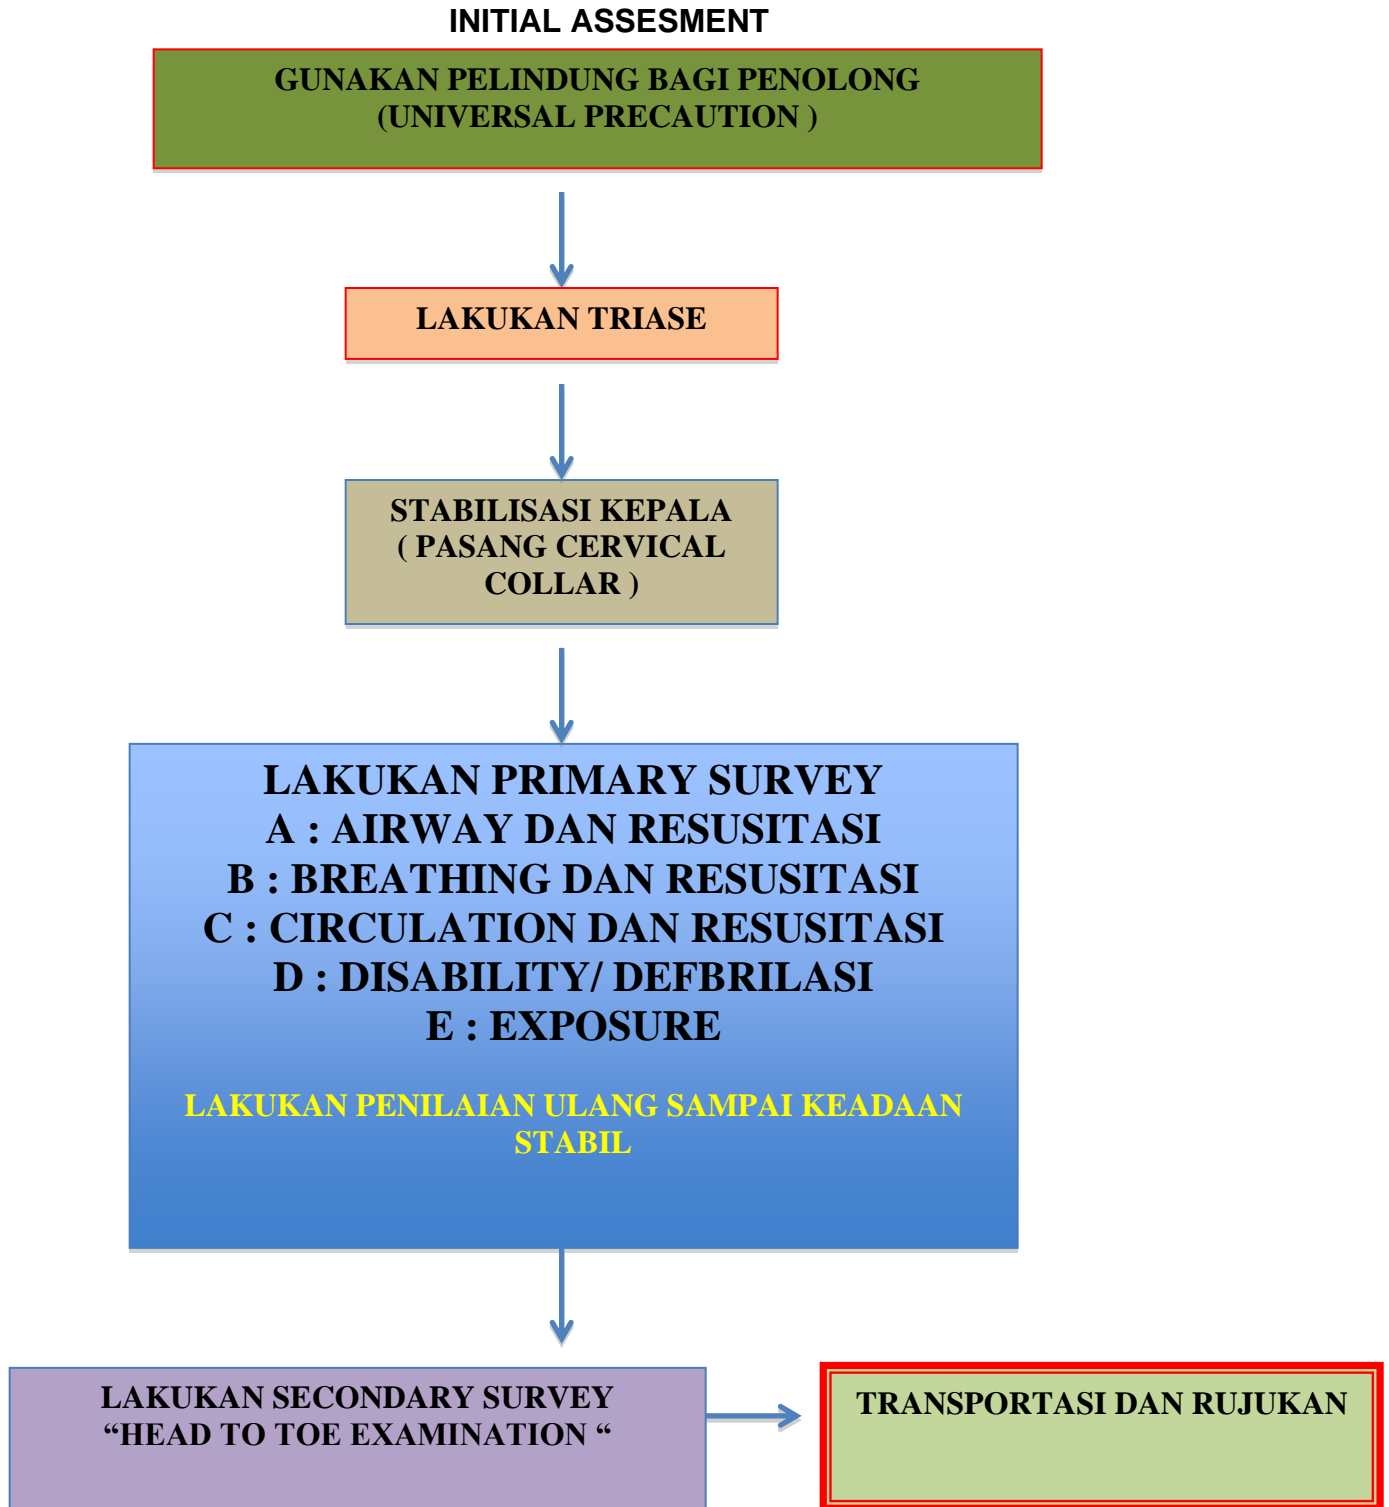 INITIAL ASSESMENT
GUNAKAN PELINDUNG BAGI PENOLONG
(UNIVERSAL PRECAUTION )
LAKUKAN TRIASE
STABILISASI KEPALA
( PASANG CERVICAL
COLLAR )
LAKUKAN PRIMARY SURVEY
A : AIRWAY DAN RESUSITASI
B : BREATHING DAN RESUSITASI
C : CIRCULATION DAN RESUSITASI
D : DISABILITY/ DEFBRILASI
E : EXPOSURE
LAKUKAN PENILAIAN ULANG SAMPAI KEADAAN
STABIL
LAKUKAN SECONDARY SURVEY
“HEAD TO TOE EXAMINATION “
TRANSPORTASI DAN RUJUKAN